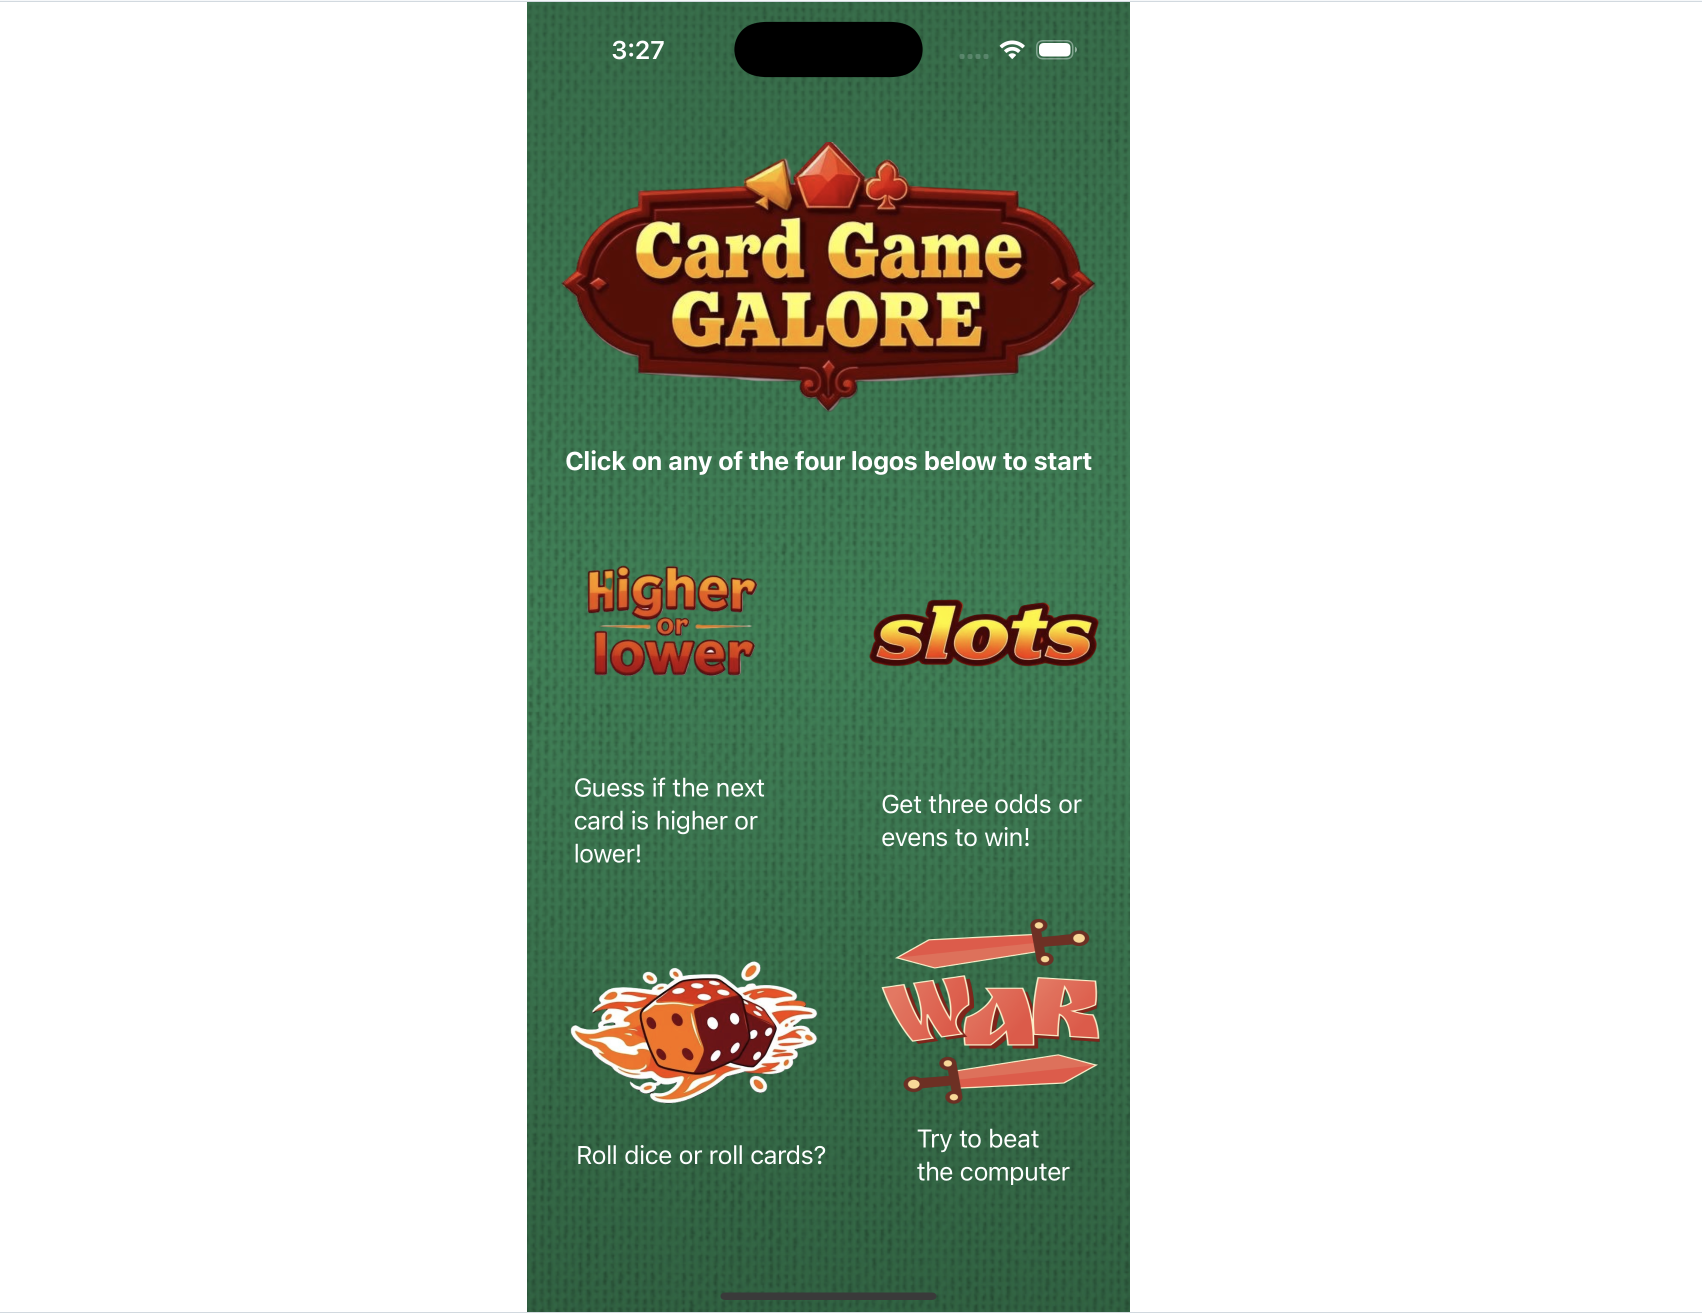 3:27
Card Game
GALORE
Click on any of the four logos below to start
Higher
or
lower
slots
Guess if the next
card is higher or
lower!
Get three odds or
evens to win!
WAR
Roll dice or roll cards?
Try to beat
the computer